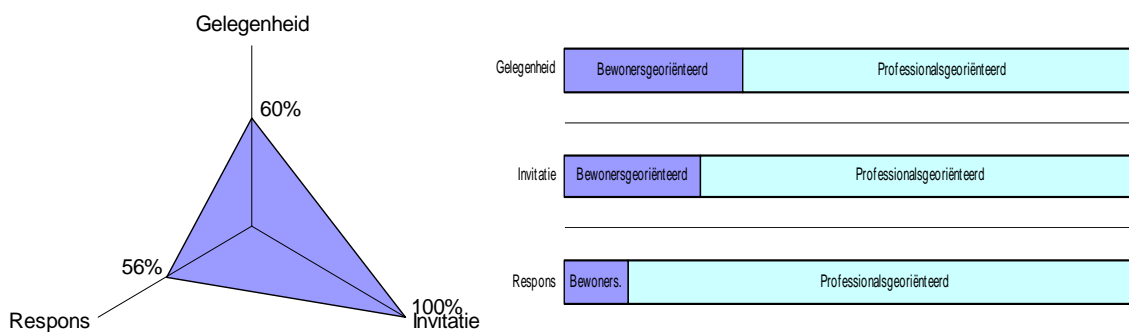 Gelegenheid
60%
56%
100%
Respons
Invitatie
Gelegenheid
Bewonersgeoriënteerd
Professionalsgeoriënteerd
Invitatie
Bewonersgeoriënteerd
Professionalsgeoriënteerd
Respons
Bewoners.
Professionalsgeoriënteerd